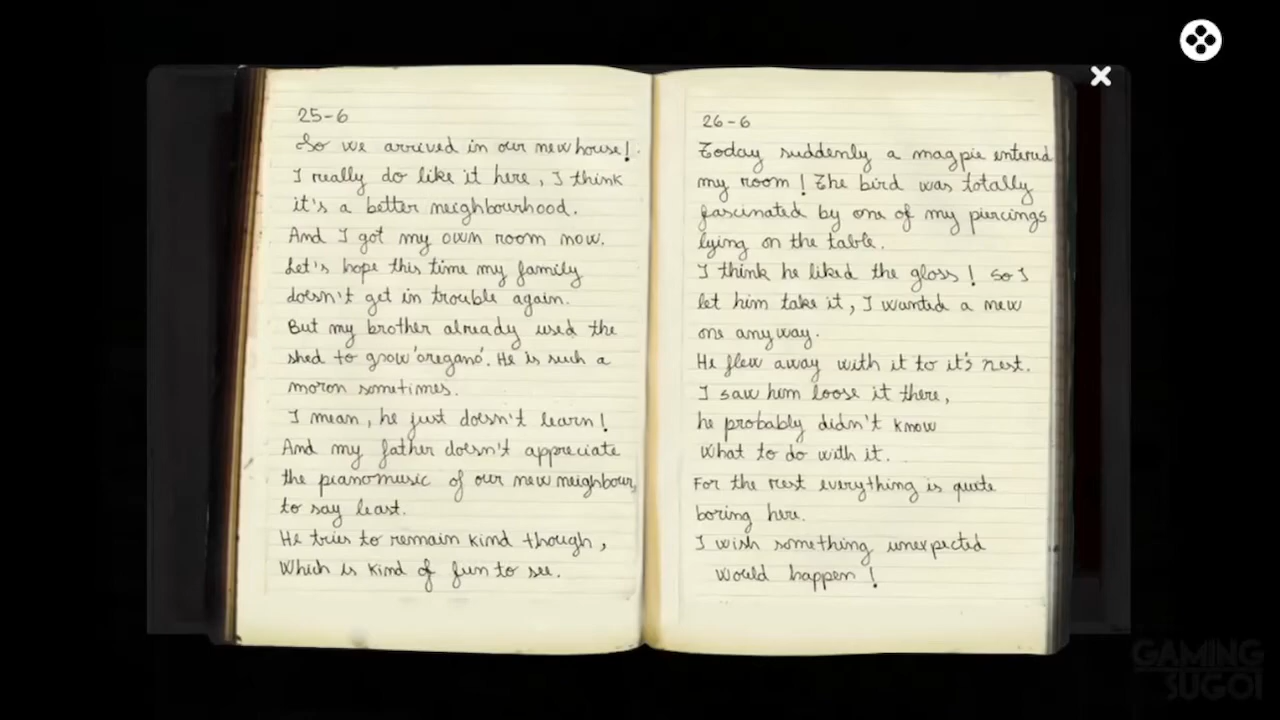 25-6
So we arrived in our new house!
I really do like it here, I think
it's a better neighbourhood.
And I got my own room now.
Let's hope this time my family
doesn't get in trouble again.
But my brother already used the
shed to grow 'oregano'. He is such a
moron sometimes.
I mean, he just doesn't learn!
And my father doesn't appreciate
the pianomusic of our new neighbour,
to say least.
He tries to remain kind though,
Which is kind of fun to see.
26-6
Today suddenly a magpie entered
my room! The bird was totally
fascinated by one of my piercings
lying on the table.
I think he liked the gloss! So I
let him take it, I wanted a new
one anyway.
He flew away with it to it's nest.
I saw him loose it there,
he probably didn't know
What to do with it.
For the rest everything is quite
boring here.
I wish something unexpected
Would happen!
GAMING
SUGOI